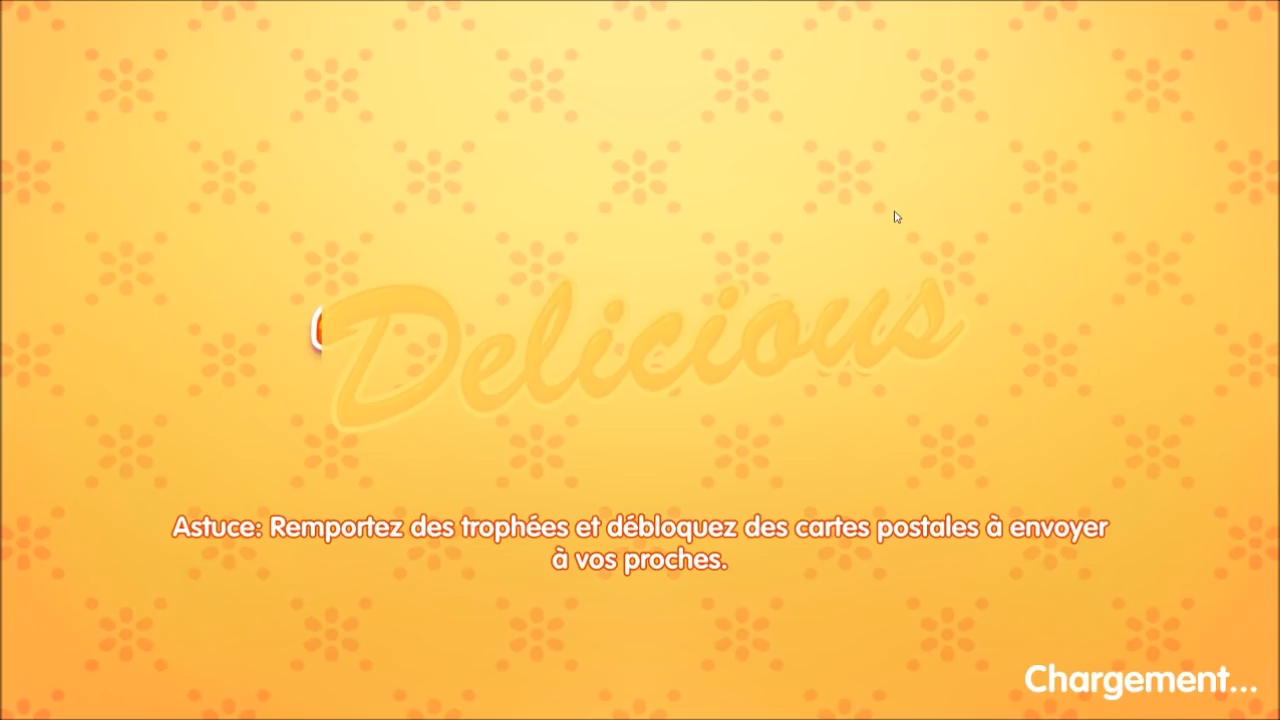 Delicious
Astuce: Remportez des trophées et débloquez des cartes postales à envoyer
à vos proches.
Chargement...